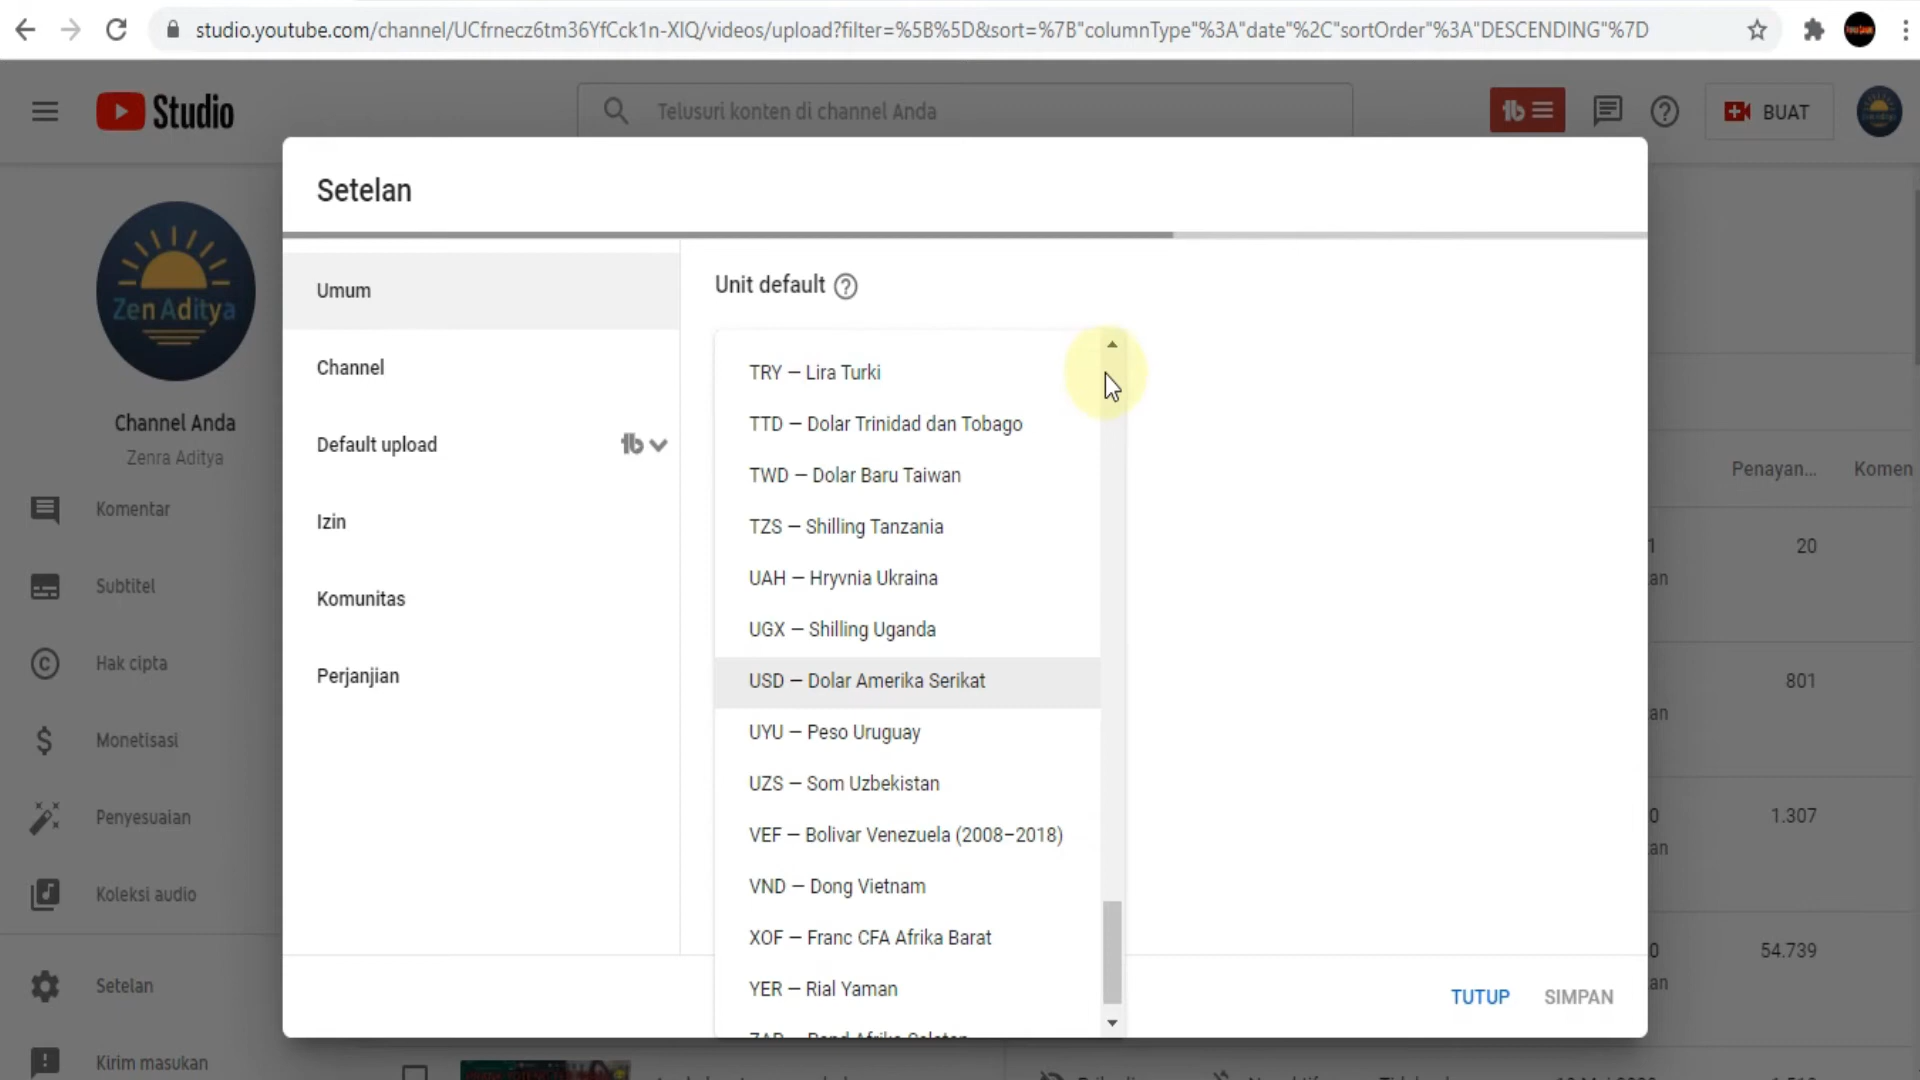 studio.youtube.com/channel/UCfrnecz6tm36YfCck1n-XIQ/videos/upload?filter=%5B%5D&sort=%7B"columnType"%3A"date"%2C"sortOrder"%3A"DESCENDING"%7D
Studio
Telusuri konten di channel Anda
BUAT
Setelan
Zen Aditya
Channel Anda
Zenra Aditya
Komentar
Subtitel
Hak cipta
Monetisasi
Penyesuaian
Koleksi audio
Setelan
Kirim masukan
Umum
Channel
Default upload
Izin
Komunitas
Perjanjian
Unit default
TRY – Lira Turki
TTD – Dolar Trinidad dan Tobago
TWD – Dolar Baru Taiwan
TZS – Shilling Tanzania
UAH – Hryvnia Ukraina
UGX – Shilling Uganda
USD – Dolar Amerika Serikat
UYU – Peso Uruguay
UZS – Som Uzbekistan
VEF – Bolivar Venezuela (2008–2018)
VND – Dong Vietnam
XOF – Franc CFA Afrika Barat
YER – Rial Yaman
TUTUP SIMPAN
Penayan... Komen
20
801
1.307
54.739